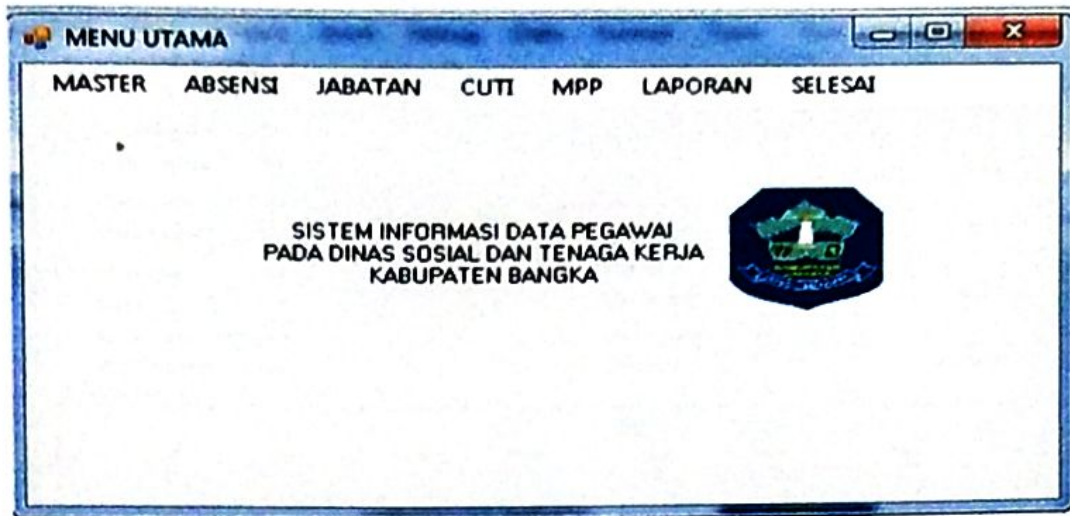 MENU UTAMA
MASTER ABSENSI JABATAN CUTI MPP LAPORAN SELESAI
SISTEM INFORMASI DATA PEGAWAI
PADA DINAS SOSIAL DAN TENAGA KERJA
KABUPATEN BANGKA